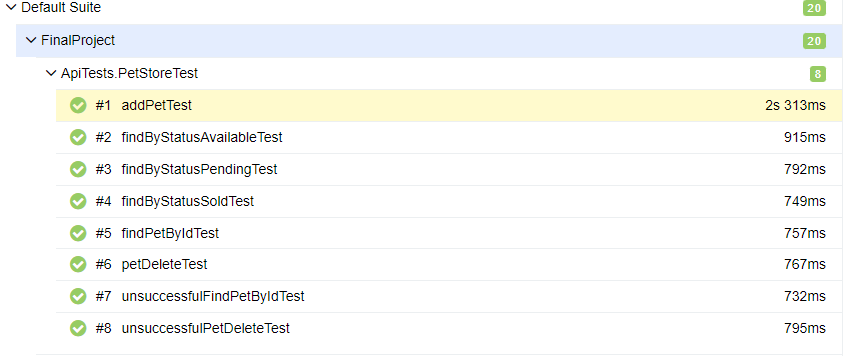 Default Suite 20
FinalProject 20
ApiTests.PetStoreTest 8
#1 addPetTest 2s 313ms
#2 findByStatusAvailableTest 915ms
#3 findByStatusPendingTest 792ms
#4 findByStatusSoldTest 749ms
#5 findPetByIdTest 757ms
#6 petDeleteTest 767ms
#7 unsuccessfulFindPetByIdTest 732ms
#8 unsuccessfulPetDeleteTest 795ms